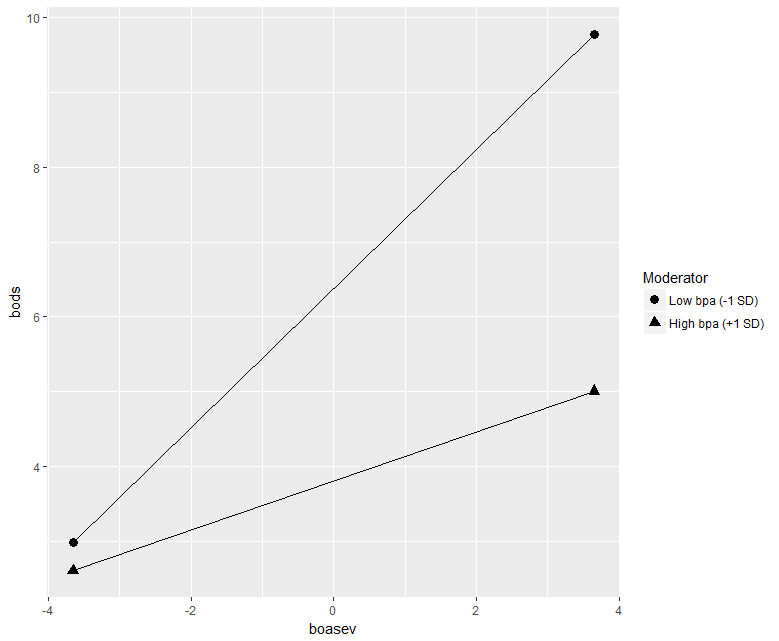 10
8
6
4
bods
-4
-2
0
2
4
boasev
Moderator
Low bpa (-1 SD)
High bpa (+1 SD)